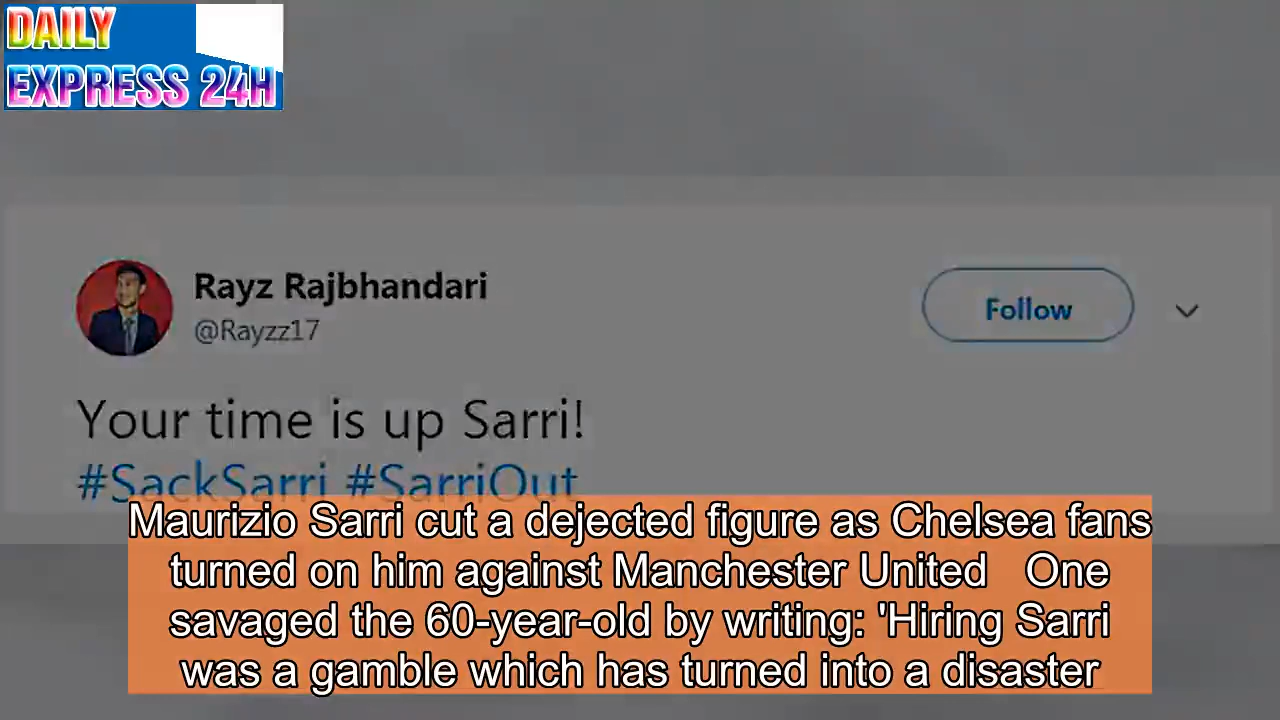 DAILY
EXPRESS 24H
Rayz Rajbhandari
@Rayzz17
Follow
Your time is up Sarri!
#SackSarri #SarriOut
Maurizio Sarri cut a dejected figure as Chelsea fans
turned on him against Manchester United   One
savaged the 60-year-old by writing: 'Hiring Sarri
was a gamble which has turned into a disaster